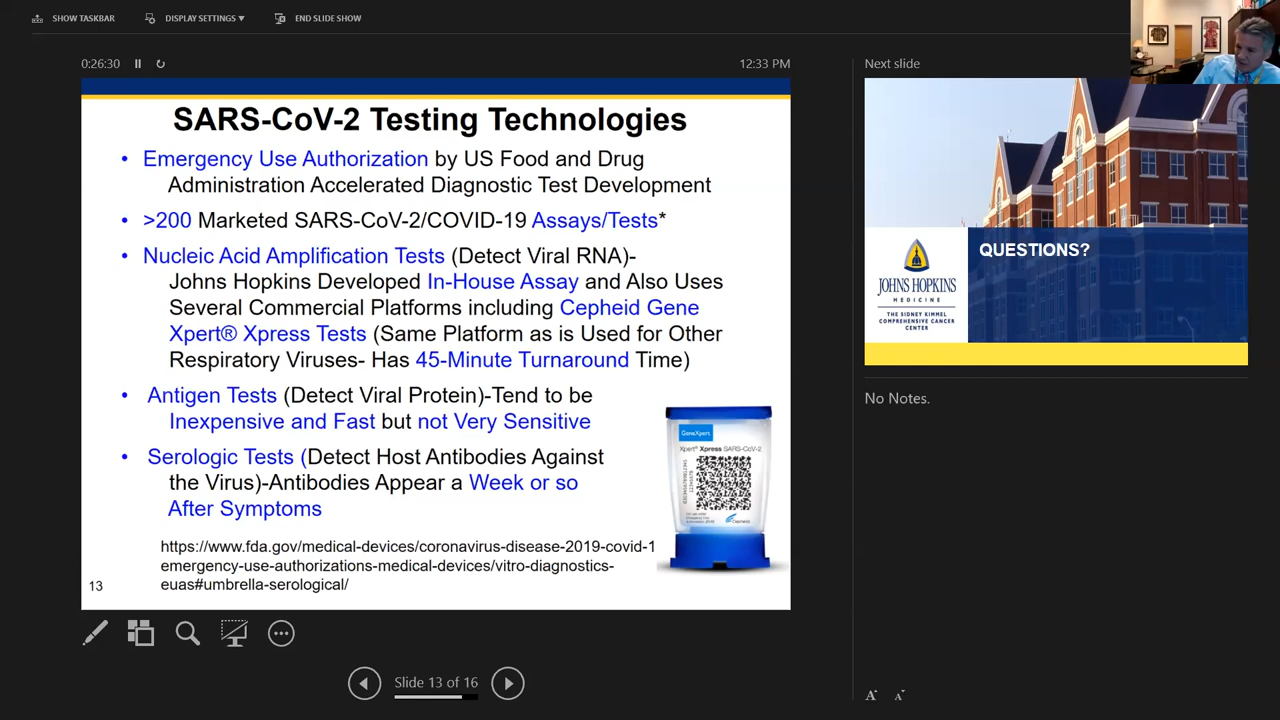 SHOW TASKBAR
DISPLAY SETTINGS ▼
END SLIDE SHOW
0:26:30
12:33 PM
SARS-CoV-2 Testing Technologies
• Emergency Use Authorization by US Food and Drug
Administration Accelerated Diagnostic Test Development
• >200 Marketed SARS-CoV-2/COVID-19 Assays/Tests*
• Nucleic Acid Amplification Tests (Detect Viral RNA)-
Johns Hopkins Developed In-House Assay and Also Uses
Several Commercial Platforms including Cepheid Gene
Xpert® Xpress Tests (Same Platform as is Used for Other
Respiratory Viruses- Has 45-Minute Turnaround Time)
• Antigen Tests (Detect Viral Protein)-Tend to be
Inexpensive and Fast but not Very Sensitive
• Serologic Tests (Detect Host Antibodies Against
the Virus)-Antibodies Appear a Week or so
After Symptoms
GeneXpert
Xpert® Xpress SARS-CoV-2
Cepheid
https://www.fda.gov/medical-devices/coronavirus-disease-2019-covid-1
emergency-use-authorizations-medical-devices/vitro-diagnostics-
euas#umbrella-serological/
13
Slide 13 of 16
Next slide
QUESTIONS?
JOHNS HOPKINS
MEDICINE
THE SIDNEY KIMMEL
COMPREHENSIVE CANCER
CENTER
No Notes.
A
A